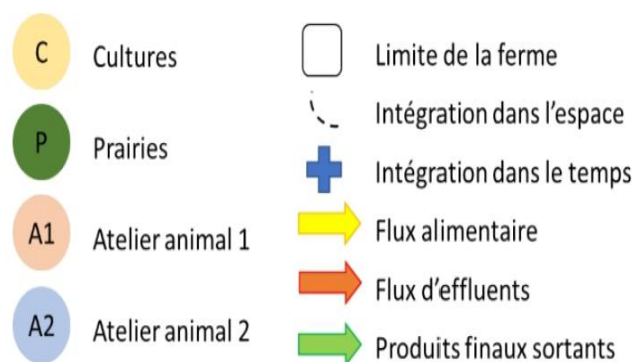 C Cultures
P Prairies
A1 Atelier animal 1
A2 Atelier animal 2
Limite de la ferme
Intégration dans l’espace
Intégration dans le temps
Flux alimentaire
Flux d’effluents
Produits finaux sortants